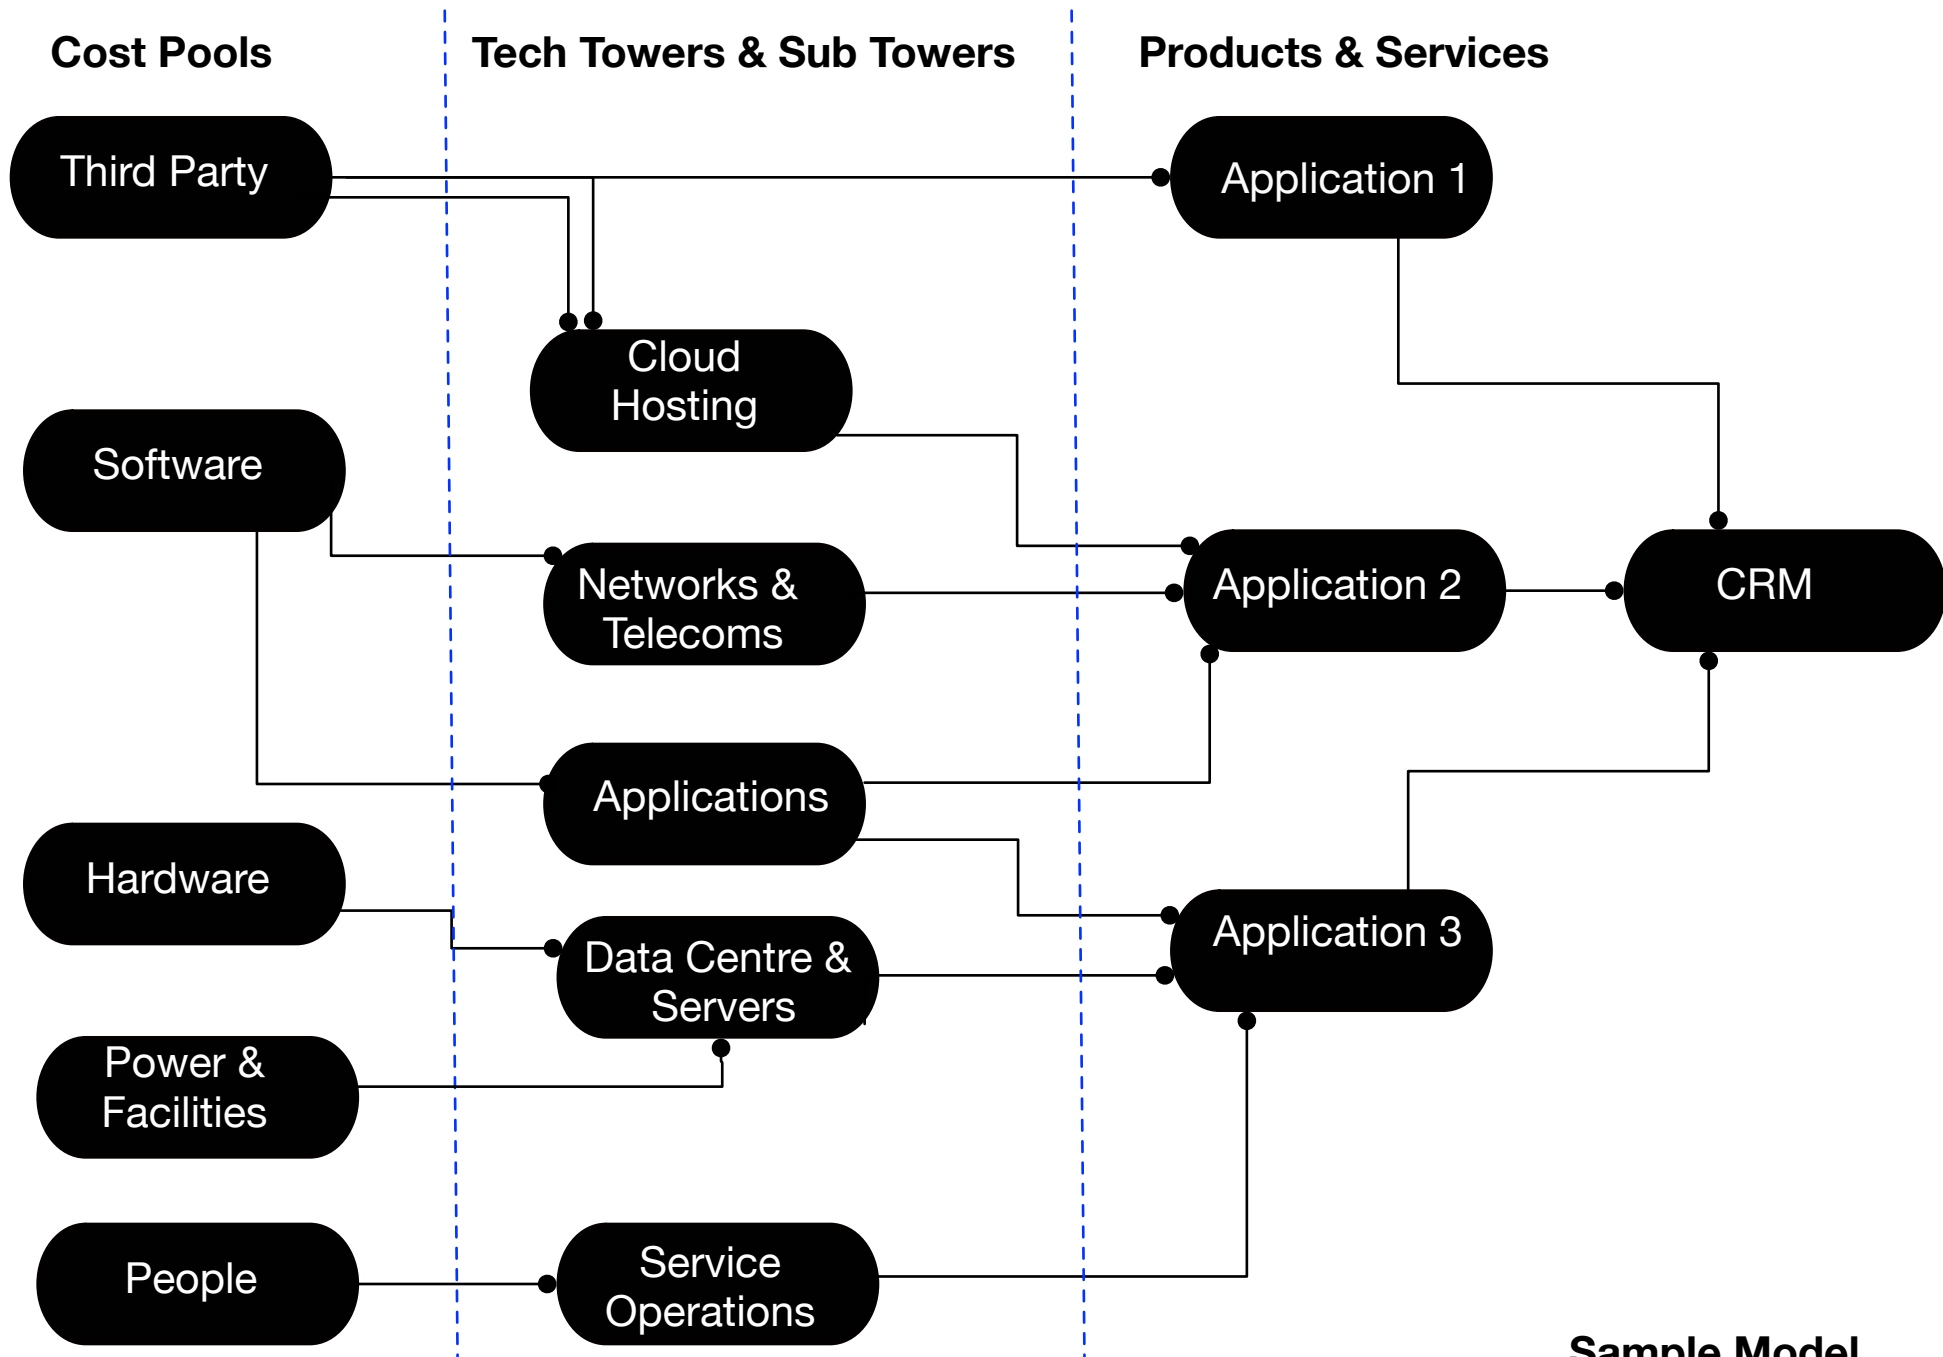 Cost Pools
Tech Towers & Sub Towers
Products & Services
Third Party
Application 1
Cloud
Hosting
Software
Networks &
Telecoms
Application 2
CRM
Applications
Hardware
Application 3
Data Centre &
Servers
Power &
Facilities
People
Service
Operations
Sample Model